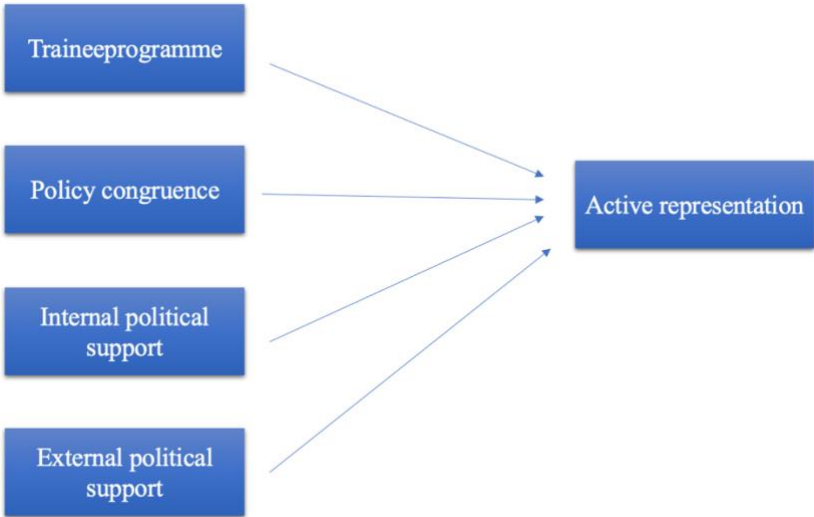 Traineeprogramme
Policy congruence
Internal political
support
External political
support
Active representation